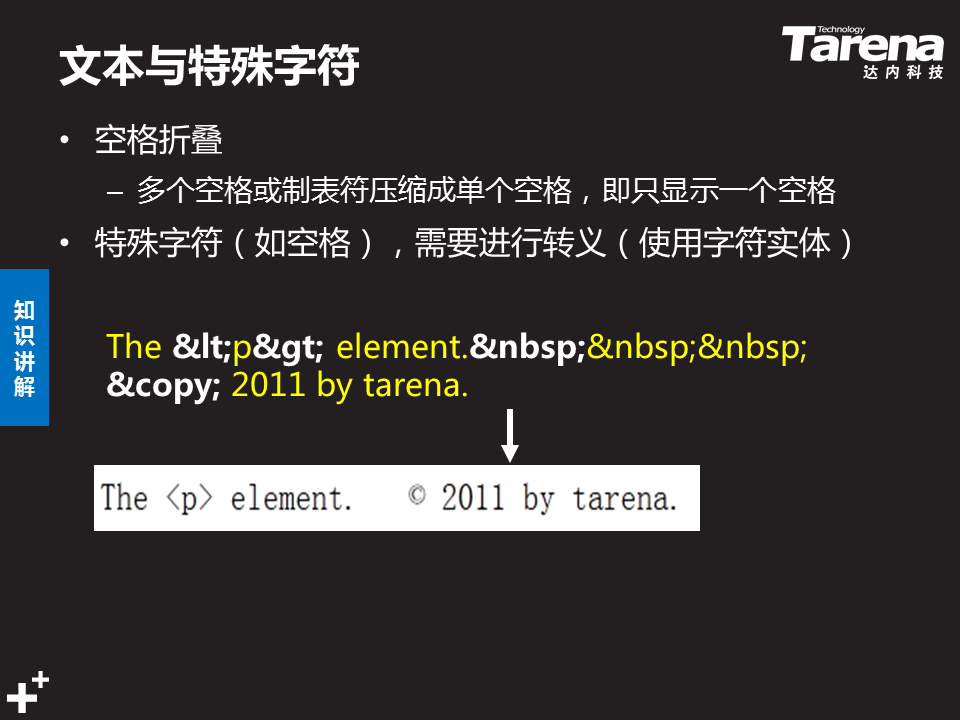 文本与特殊字符
Technology
Tarena
达内科技
• 空格折叠
– 多个空格或制表符压缩成单个空格，即只显示一个空格
• 特殊字符（如空格），需要进行转义（使用字符实体）
知识讲解
The &lt;p&gt; element.&nbsp;&nbsp;&nbsp;
&copy; 2011 by tarena.
The <p> element.   © 2011 by tarena.